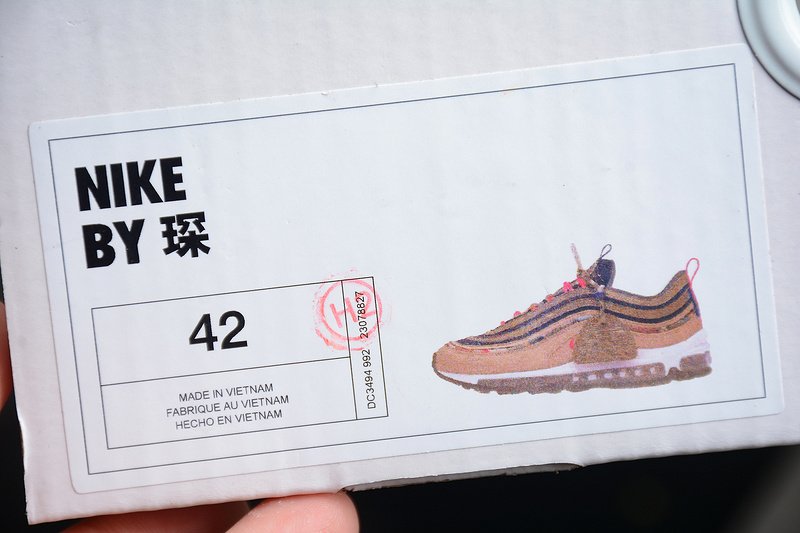 NIKE
BY 琛
42
MADE IN VIETNAM
FABRIQUE AU VIETNAM
HECHO EN VIETNAM
DC3494 992 23078827